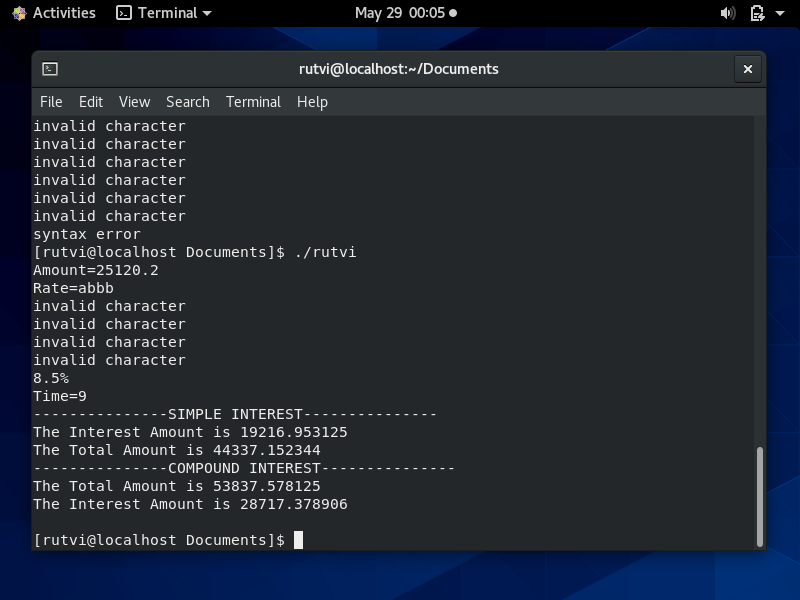 Activities Terminal May 29 00:05
rutvi@localhost:~/Documents
File Edit View Search Terminal Help
invalid character
invalid character
invalid character
invalid character
invalid character
invalid character
syntax error
[rutvi@localhost Documents]$ ./rutvi
Amount=25120.2
Rate=abbb
invalid character
invalid character
invalid character
invalid character
8.5%
Time=9
---------------SIMPLE INTEREST---------------
The Interest Amount is 19216.953125
The Total Amount is 44337.152344
---------------COMPOUND INTEREST---------------
The Total Amount is 53837.578125
The Interest Amount is 28717.378906
[rutvi@localhost Documents]$